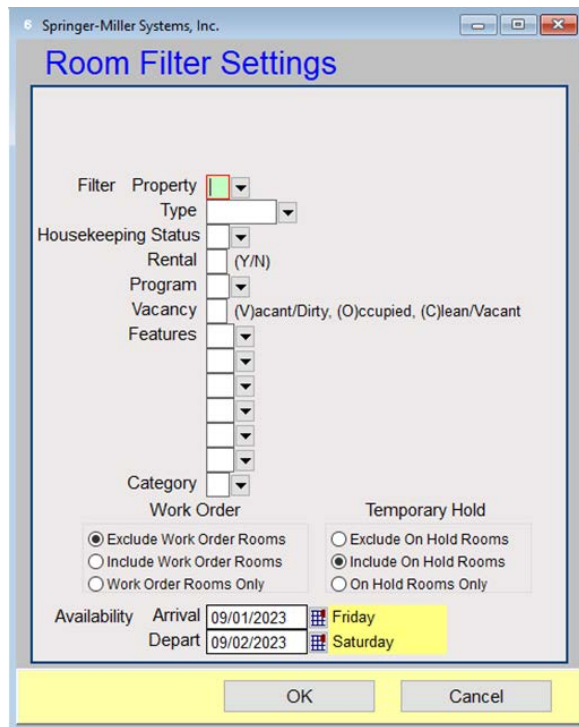 6 Springer-Miller Systems, Inc.
Room Filter Settings
Filter Property
Type
Housekeeping Status
Rental (Y/N)
Program
Vacancy (V)acant/Dirty, (O)ccupied, (C)lean/Vacant
Features
Category
Work Order Temporary Hold
Exclude Work Order Rooms Exclude On Hold Rooms
Include Work Order Rooms Include On Hold Rooms
Work Order Rooms Only On Hold Rooms Only
Availability Arrival 09/01/2023 Friday
Depart 09/02/2023 Saturday
OK Cancel